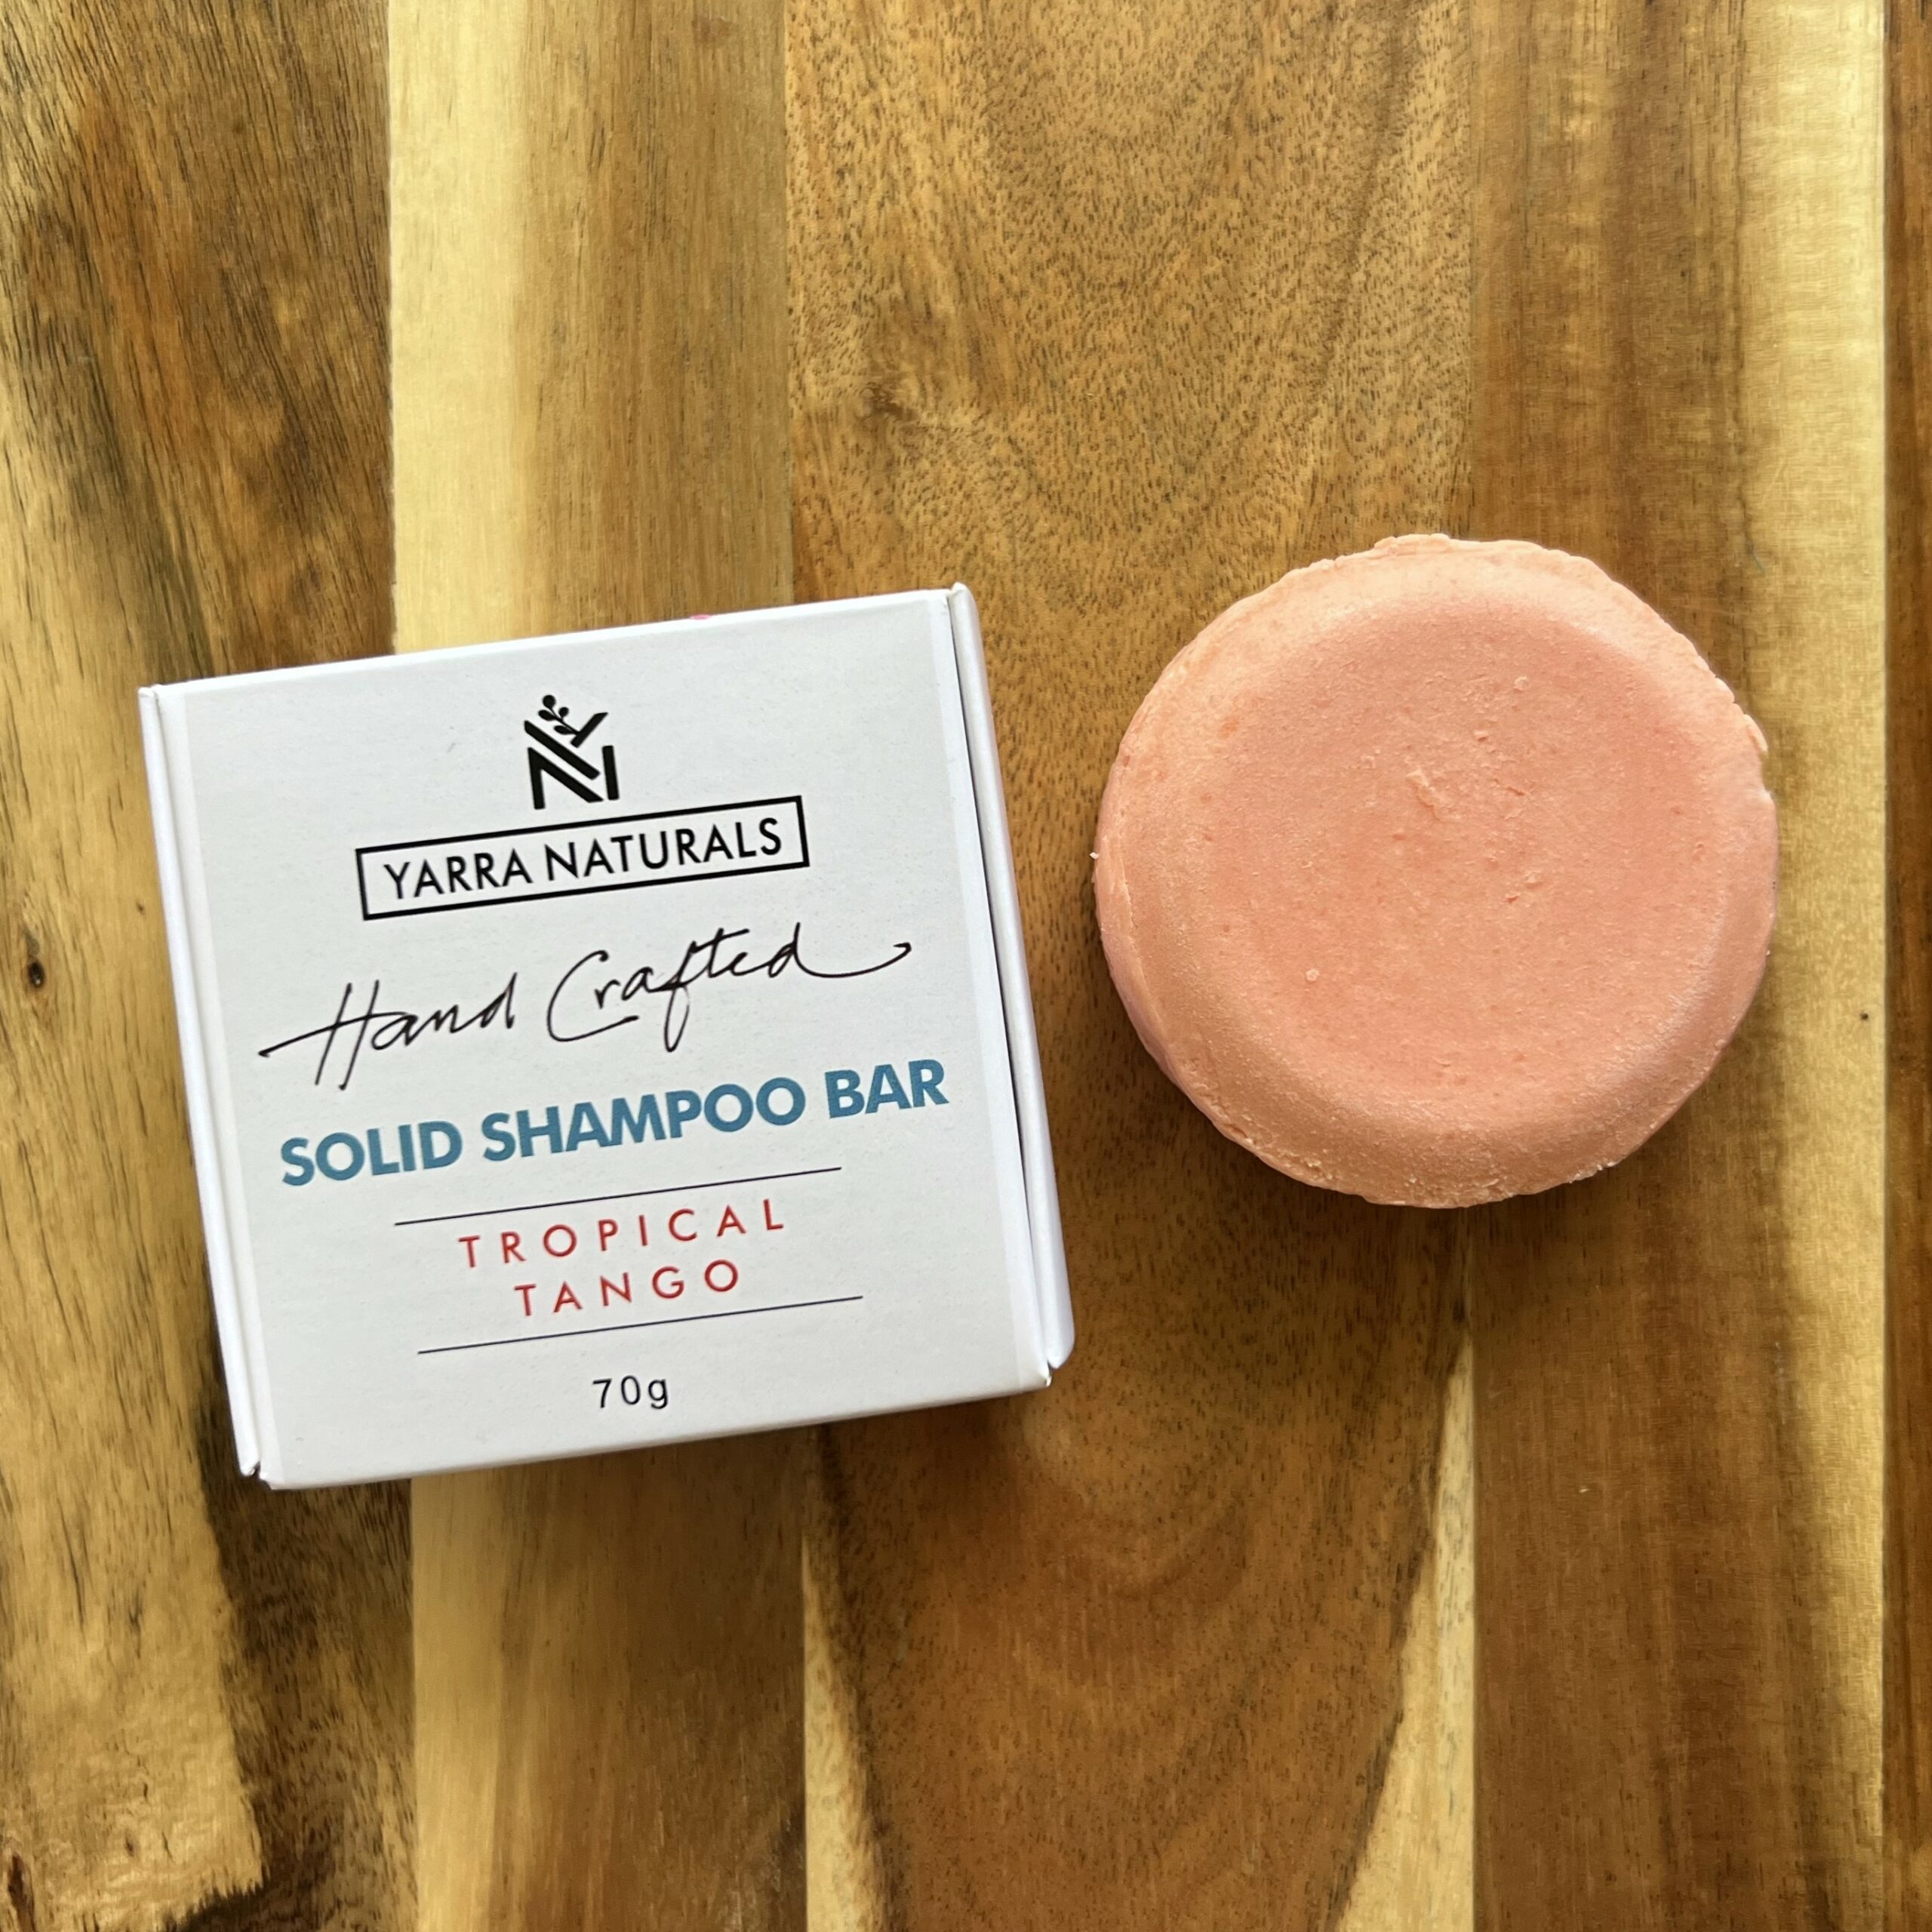 YARRA NATURALS
Hand Crafted
SOLID SHAMPOO BAR
TROPICAL
TANGO
70g